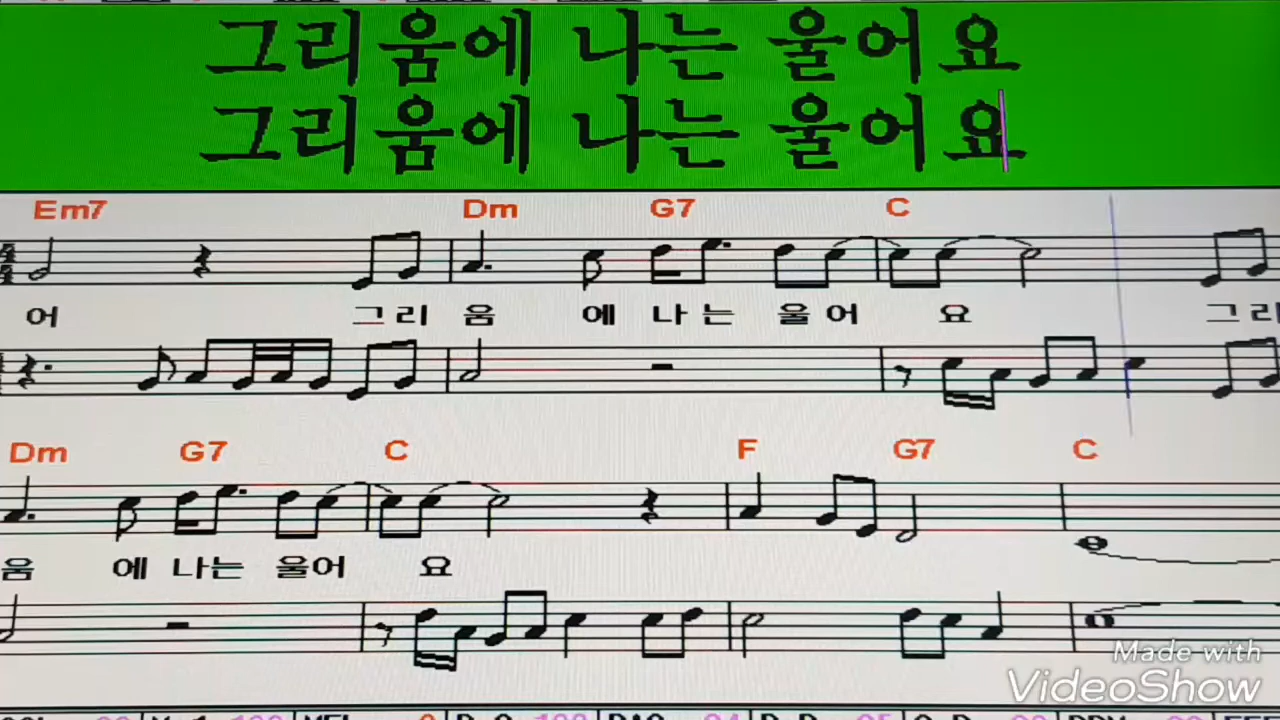 그리움에 나는 울어요
그리움에 나는 울어요
Em7 Dm G7 C
어 그리 움 에 나 는 울 어 요 그리
Dm G7 C F G7 C
움 에 나는 울어 요
Made with
VideoShow